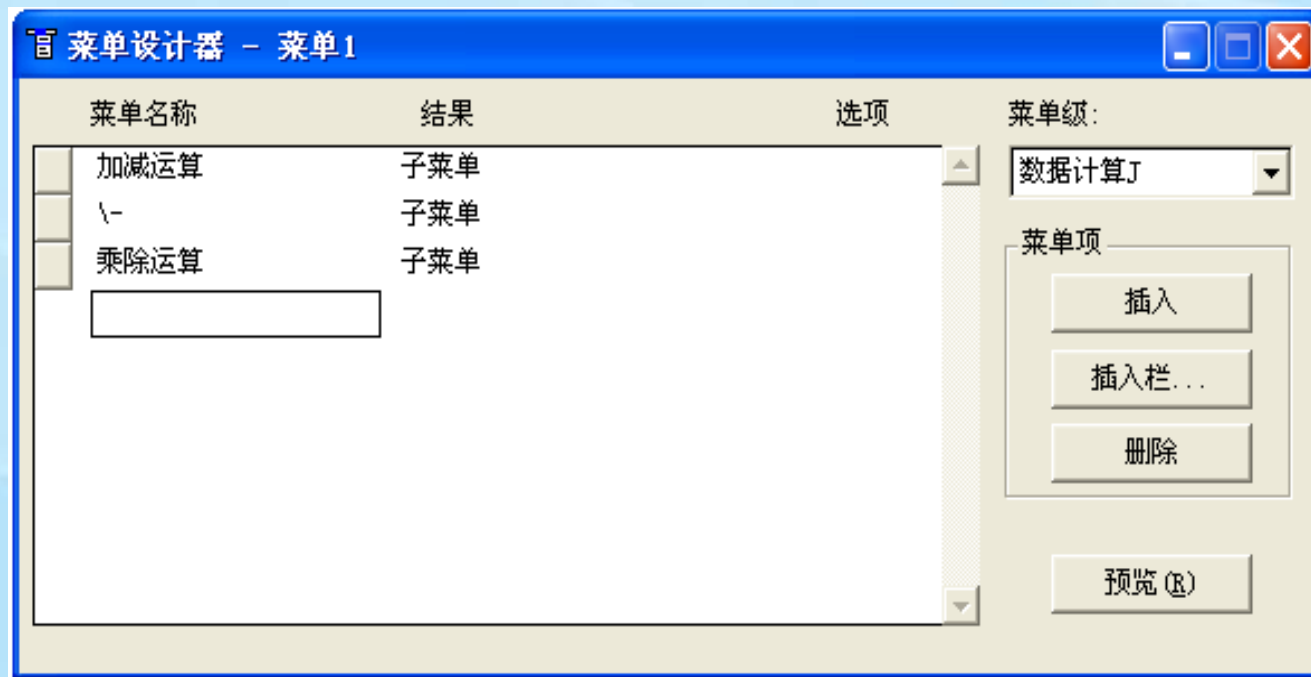 菜单设计器 - 菜单1
菜单名称 结果 选项 菜单级:
加减运算 子菜单 数据计算J
\- 子菜单
乘除运算 子菜单
菜单项
插入
插入栏...
删除
预览(R)